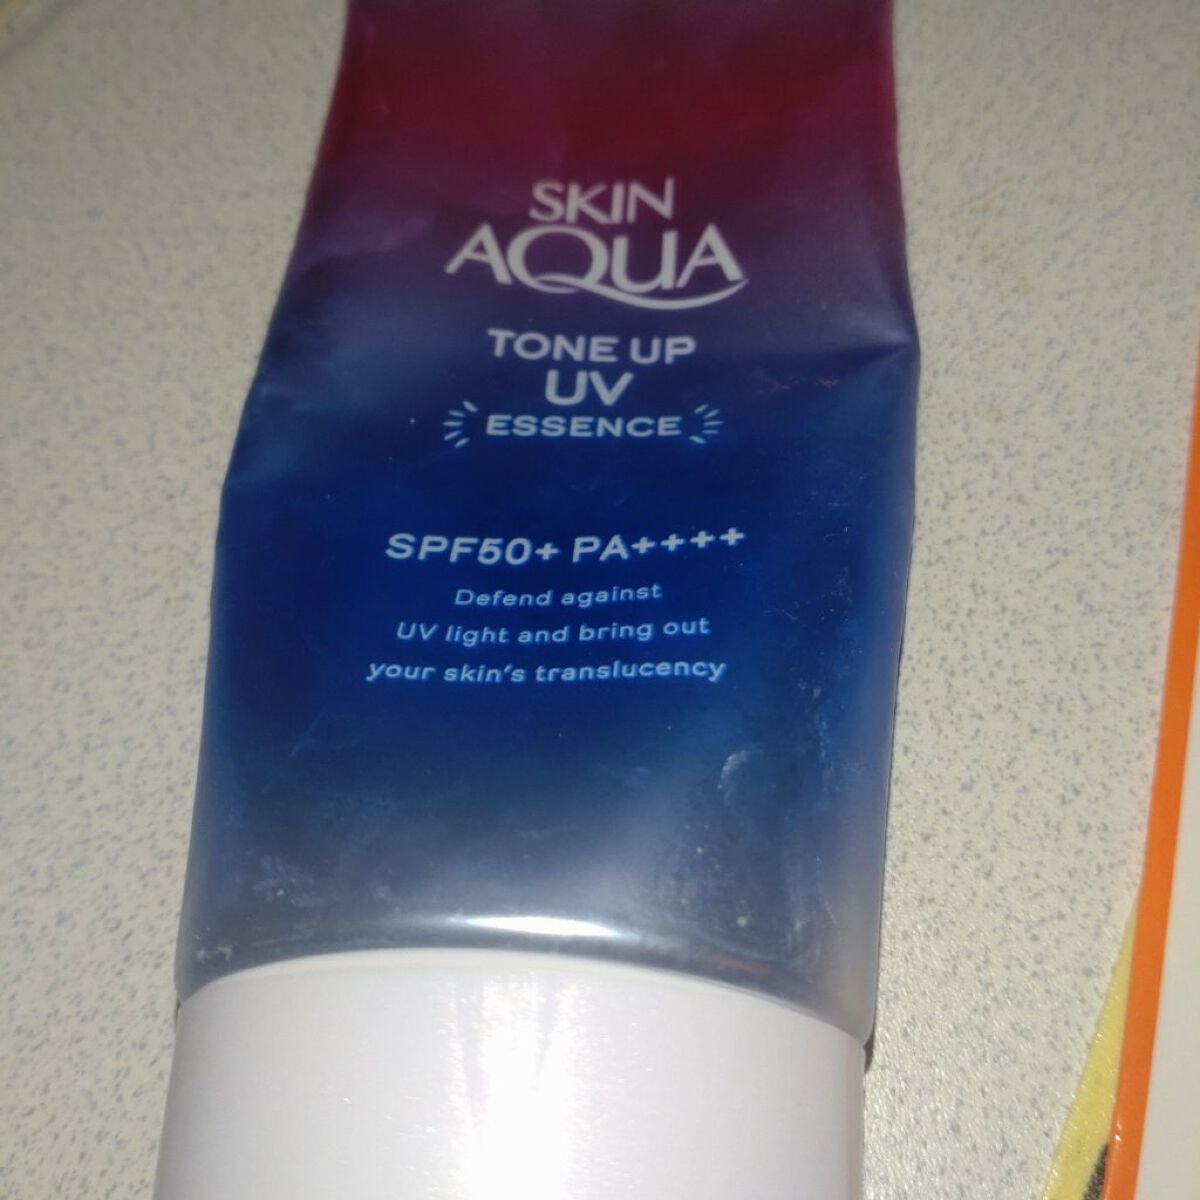 SKIN
AQUA
TONE UP
UV
ESSENCE
SPF50+ PA++++
Defend against
UV light and bring out
your skin's translucency